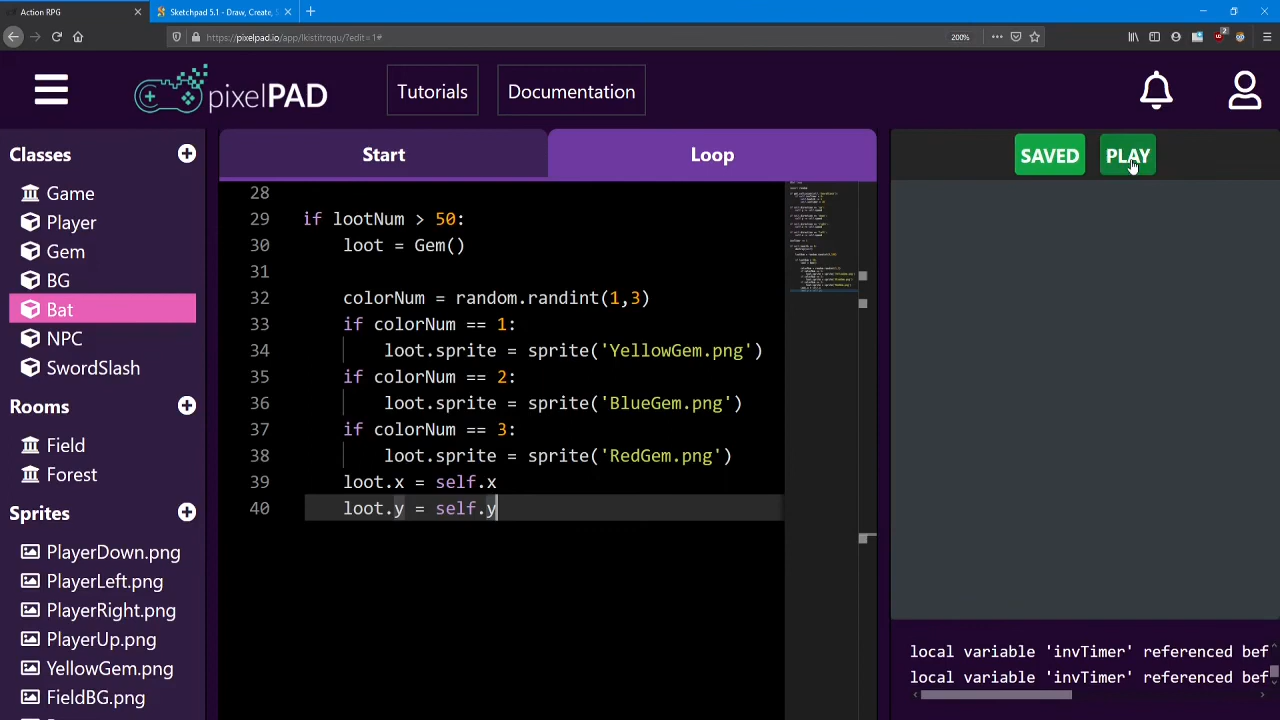 Action RPG
Sketchpad 5.1 - Draw, Create, S
https://pixelpad.io/app/lkistitrqqu/?edit=1#
200%
2
pixelPAD
Tutorials
Documentation
Classes
Game
Player
Gem
BG
Bat
NPC
SwordSlash
Rooms
Field
Forest
Sprites
PlayerDown.png
PlayerLeft.png
PlayerRight.png
PlayerUp.png
YellowGem.png
FieldBG.png
Start
Loop
28
29 if lootNum > 50:
30 loot = Gem()
31
32 colorNum = random.randint(1,3)
33 if colorNum == 1:
34 loot.sprite = sprite('YellowGem.png')
35 if colorNum == 2:
36 loot.sprite = sprite('BlueGem.png')
37 if colorNum == 3:
38 loot.sprite = sprite('RedGem.png')
39 loot.x = self.x
40 loot.y = self.y
SAVED
PLAY
local variable 'invTimer' referenced bef
local variable 'invTimer' referenced bef